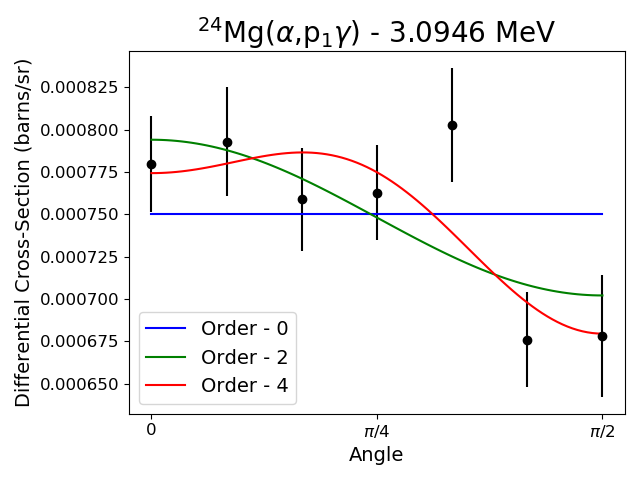 ²⁴Mg(α,p₁γ) - 3.0946 MeV
Differential Cross-Section (barns/sr)
0.000825
0.000800
0.000775
0.000750
0.000725
0.000700
0.000675
0.000650
Order - 0
Order - 2
Order - 4
0 π/4 π/2
Angle